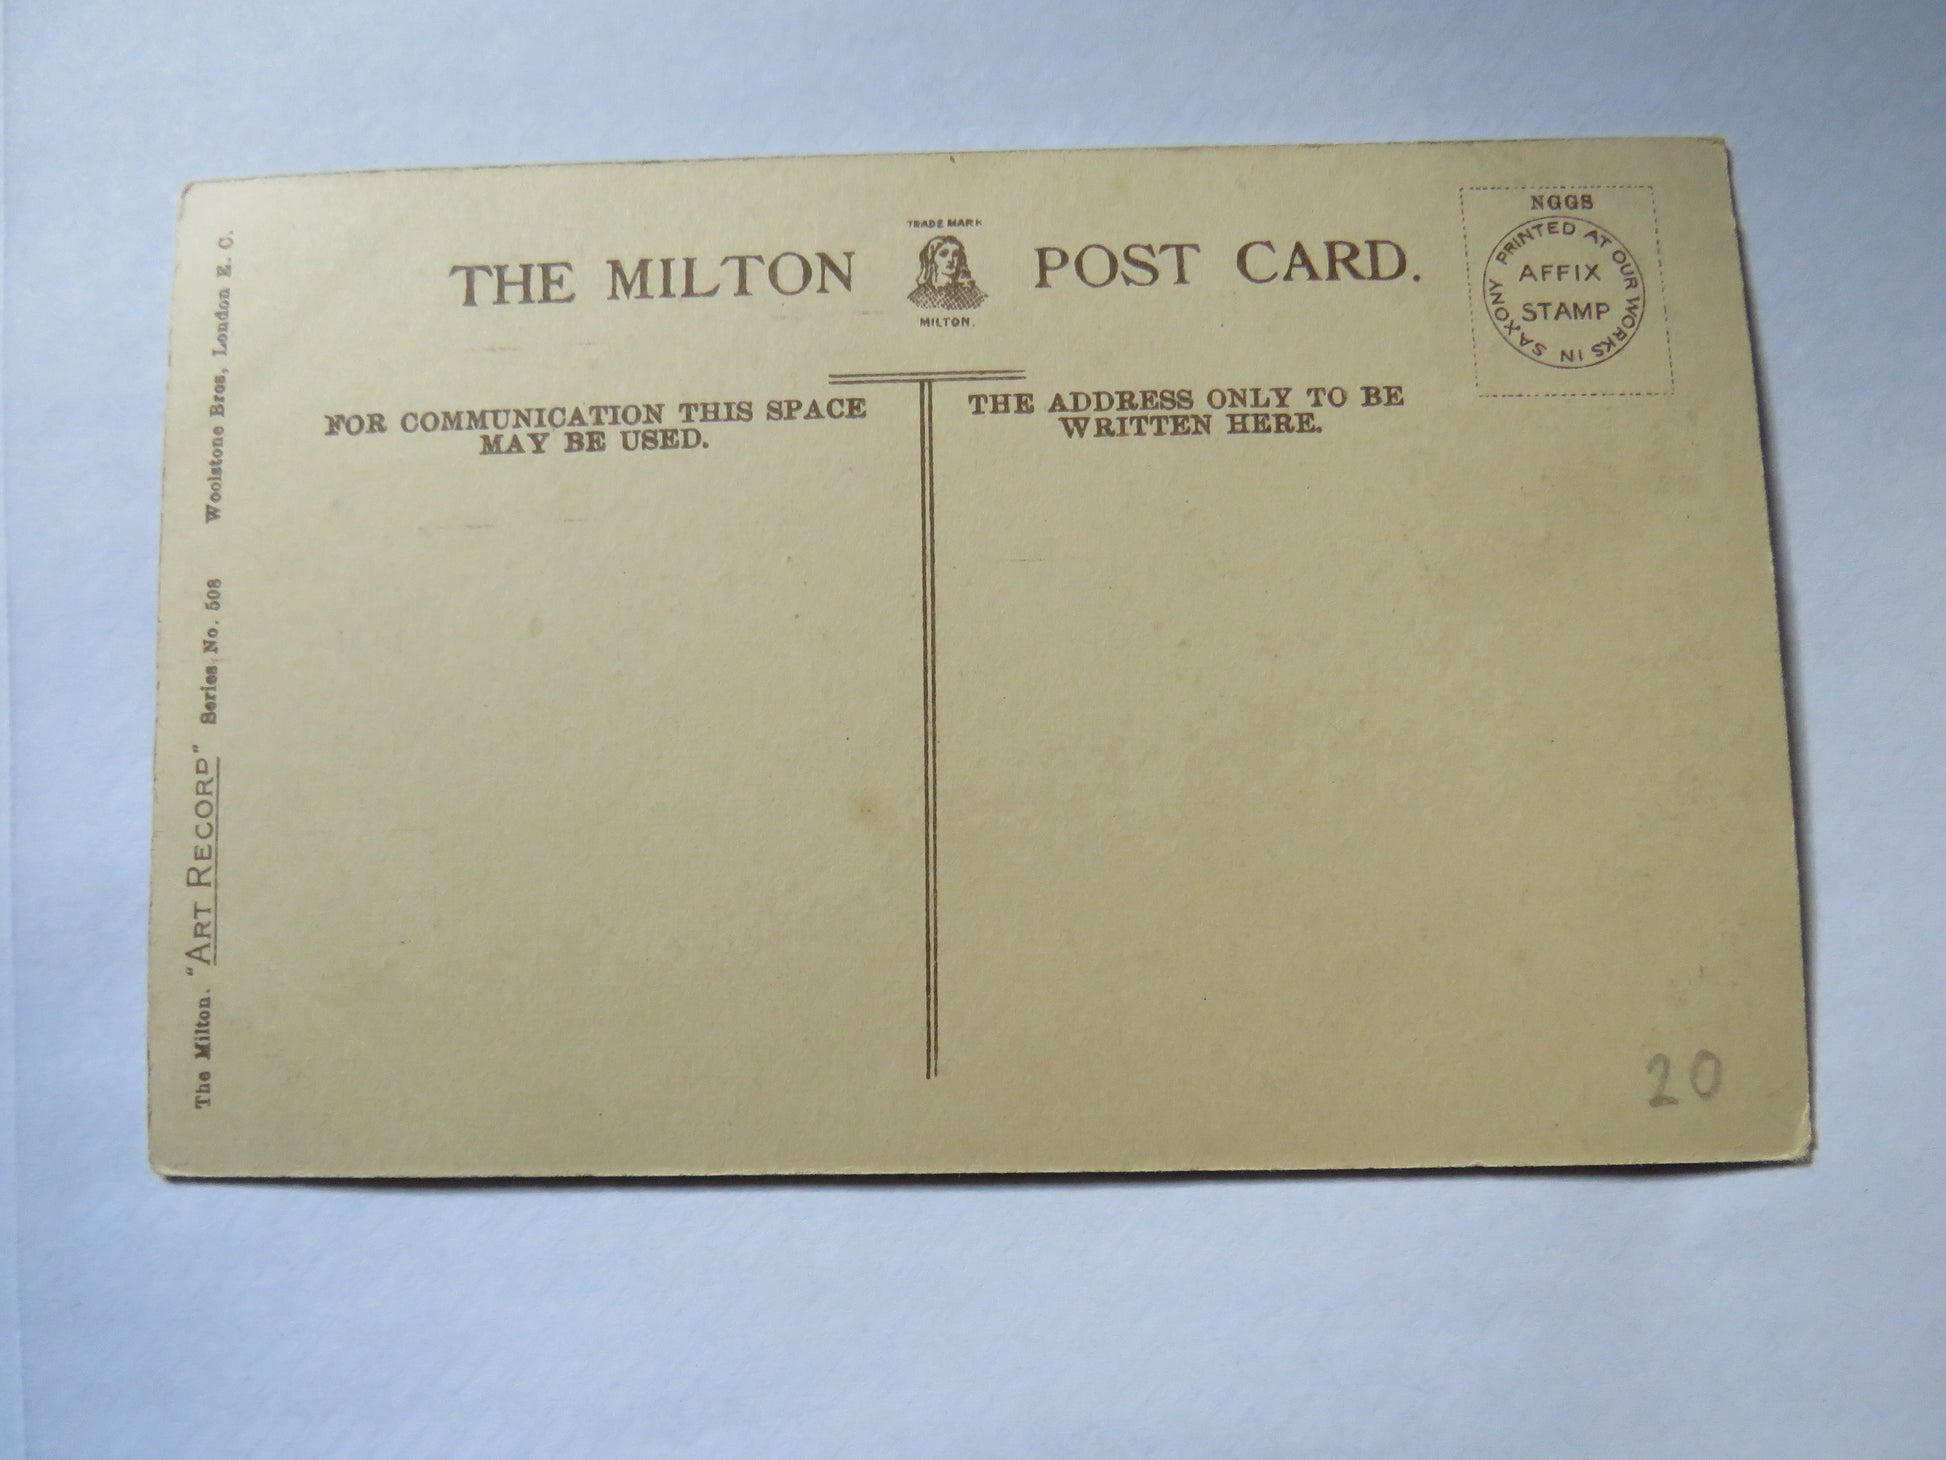 THE MILTON POST CARD.
TRADE MARK
MILTON.
NGGS
PRINTED AT OUR WORKS IN SAXONY
AFFIX
STAMP
FOR COMMUNICATION THIS SPACE
MAY BE USED.
THE ADDRESS ONLY TO BE
WRITTEN HERE.
The Milton. "ART RECORD" Series No. 508 Woolstone Bros, London E. C.
20